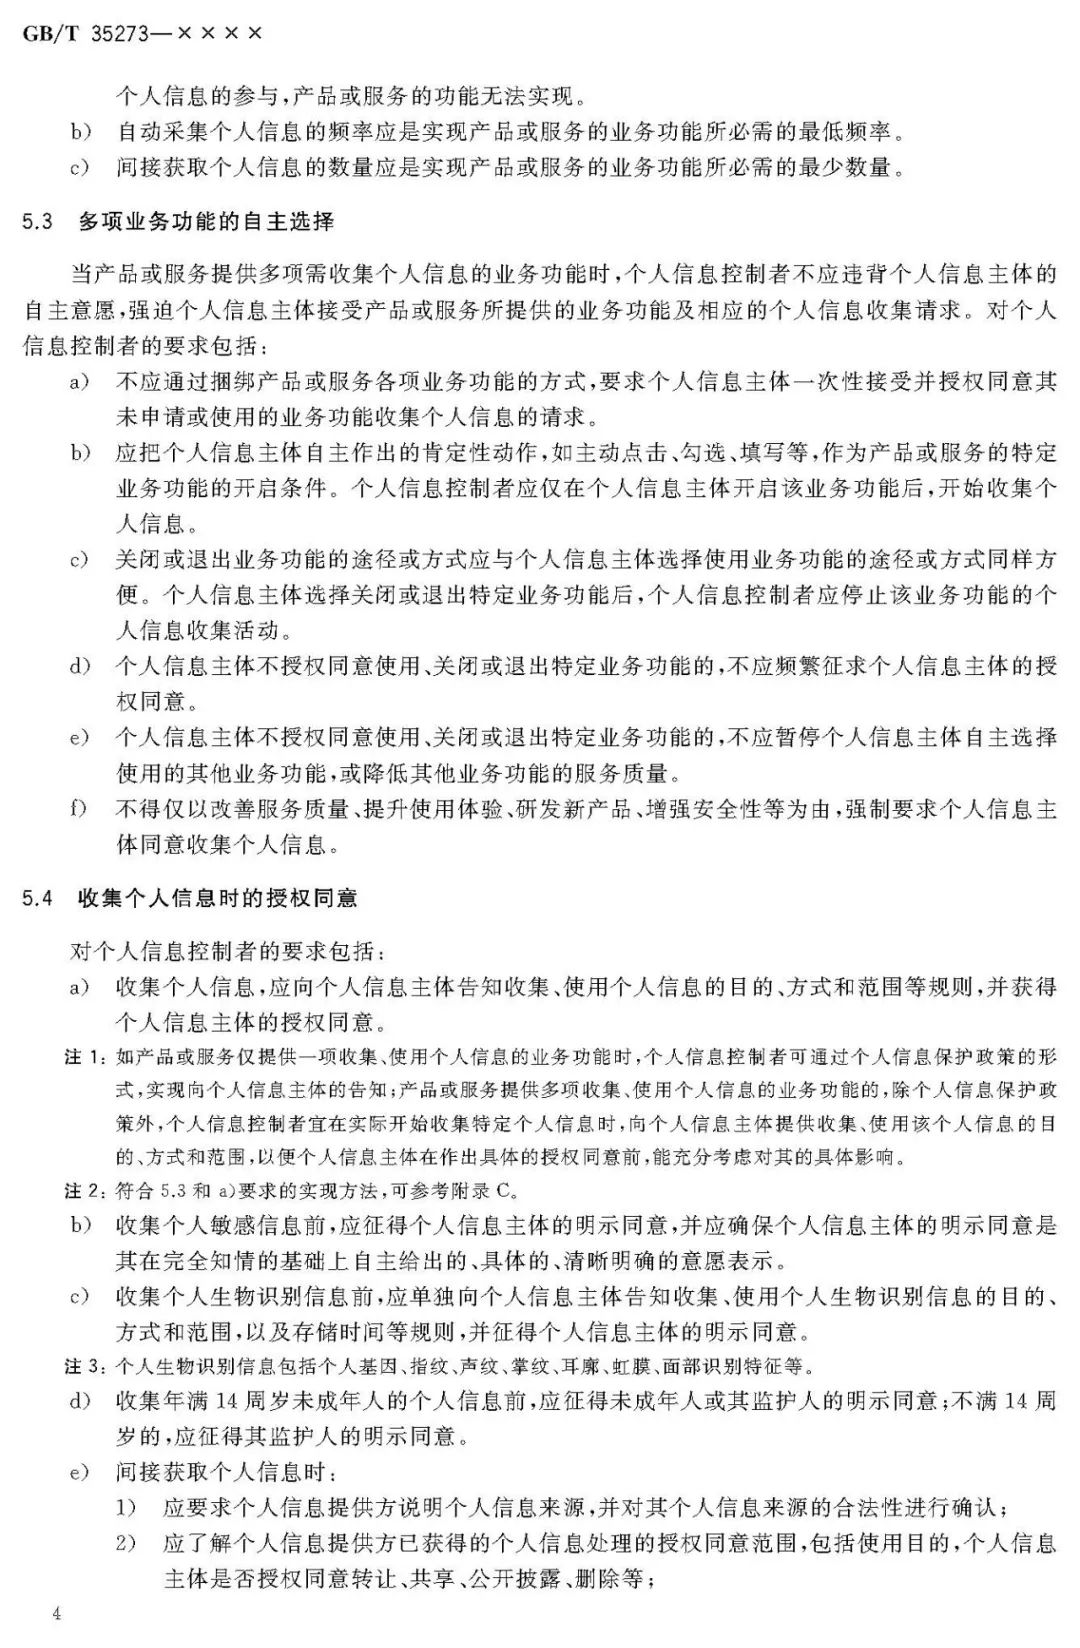 GB/T 35273—××××
个人信息的参与,产品或服务的功能无法实现。
b) 自动采集个人信息的频率应是实现产品或服务的业务功能所必需的最低频率。
c) 间接获取个人信息的数量应是实现产品或服务的业务功能所必需的最少数量。
5.3 多项业务功能的自主选择
当产品或服务提供多项需收集个人信息的业务功能时,个人信息控制者不应违背个人信息主体的
自主意愿,强迫个人信息主体接受产品或服务所提供的业务功能及相应的个人信息收集请求。对个人
信息控制者的要求包括:
a) 不应通过捆绑产品或服务各项业务功能的方式,要求个人信息主体一次性接受并授权同意其
未申请或使用的业务功能收集个人信息的请求。
b) 应把个人信息主体自主作出的肯定性动作,如主动点击、勾选、填写等,作为产品或服务的特定
业务功能的开启条件。个人信息控制者应仅在个人信息主体开启该业务功能后,开始收集个
人信息。
c) 关闭或退出业务功能的途径或方式应与个人信息主体选择使用业务功能的途径或方式同样方
便。个人信息主体选择关闭或退出特定业务功能后,个人信息控制者应停止该业务功能的个
人信息收集活动。
d) 个人信息主体不授权同意使用、关闭或退出特定业务功能的,不应频繁征求个人信息主体的授
权同意。
e) 个人信息主体不授权同意使用、关闭或退出特定业务功能的,不应暂停个人信息主体自主选择
使用的其他业务功能,或降低其他业务功能的服务质量。
f) 不得仅以改善服务质量、提升使用体验、研发新产品、增强安全性等为由,强制要求个人信息主
体同意收集个人信息。
5.4 收集个人信息时的授权同意
对个人信息控制者的要求包括:
a) 收集个人信息,应向个人信息主体告知收集、使用个人信息的目的、方式和范围等规则,并获得
个人信息主体的授权同意。
注 1: 如产品或服务仅提供一项收集、使用个人信息的业务功能时,个人信息控制者可通过个人信息保护政策的形
式,实现向个人信息主体的告知;产品或服务提供多项收集、使用个人信息的业务功能的,除个人信息保护政
策外,个人信息控制者宜在实际开始收集特定个人信息时,向个人信息主体提供收集、使用该个人信息的目
的、方式和范围,以便个人信息主体在作出具体的授权同意前,能充分考虑对其的具体影响。
注 2: 符合 5.3 和 a)要求的实现方法,可参考附录 C。
b) 收集个人敏感信息前,应征得个人信息主体的明示同意,并应确保个人信息主体的明示同意是
其在完全知情的基础上自主给出的、具体的、清晰明确的意愿表示。
c) 收集个人生物识别信息前,应单独向个人信息主体告知收集、使用个人生物识别信息的目的、
方式和范围,以及存储时间等规则,并征得个人信息主体的明示同意。
注 3: 个人生物识别信息包括个人基因、指纹、声纹、掌纹、耳廓、虹膜、面部识别特征等。
d) 收集年满 14 周岁未成年人的个人信息前,应征得未成年人或其监护人的明示同意;不满 14 周
岁的,应征得其监护人的明示同意。
e) 间接获取个人信息时:
1) 应要求个人信息提供方说明个人信息来源,并对其个人信息来源的合法性进行确认;
2) 应了解个人信息提供方已获得的个人信息处理的授权同意范围,包括使用目的,个人信息
主体是否授权同意转让、共享、公开披露、删除等;
4